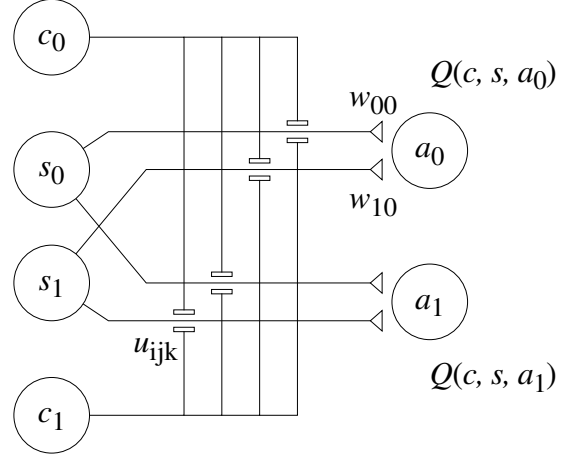 c0
Q(c, s, a0)
w00
s0
a0
w10
s1
a1
uijk
Q(c, s, a1)
c1